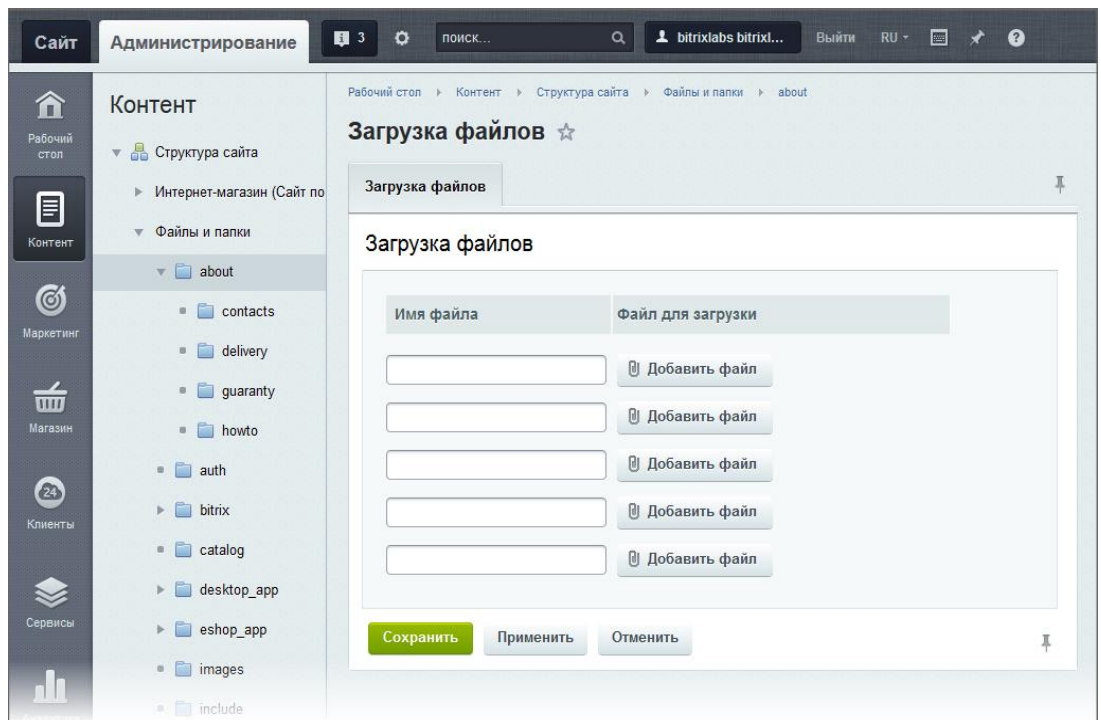 Сайт
Администрирование
3
поиск...
bitrixlabs bitrixl...
Выйти
RU
?
Рабочий
стол
Контент
Маркетинг
Магазин
24
Клиенты
Сервисы
Контент
Структура сайта
Интернет-магазин (Сайт по
Файлы и папки
about
contacts
delivery
guaranty
howto
auth
bitrix
catalog
desktop_app
eshop_app
images
include
Рабочий стол Контент Структура сайта Файлы и папки about
Загрузка файлов
Загрузка файлов
Загрузка файлов
Имя файла Файл для загрузки
Добавить файл
Добавить файл
Добавить файл
Добавить файл
Добавить файл
Сохранить Применить Отменить